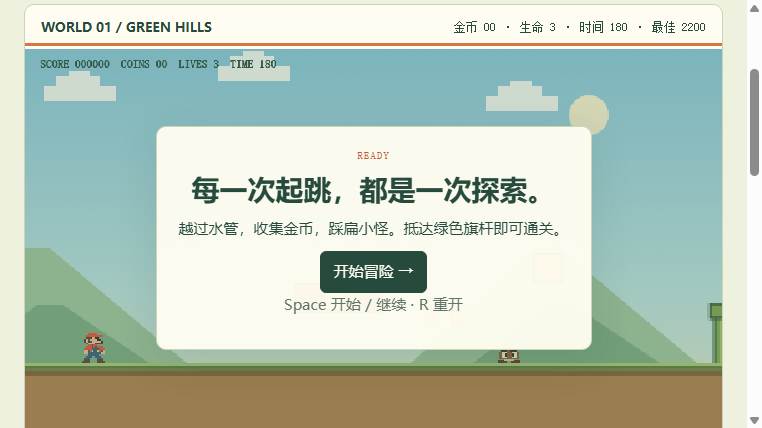 WORLD 01 / GREEN HILLS
金币 00 · 生命 3 · 时间 180 · 最佳 2200
SCORE 000000 COINS 00 LIVES 3 TIME 180
READY
每一次起跳，都是一次探索。
越过水管，收集金币，踩扁小怪。抵达绿色旗杆即可通关。
开始冒险 →
Space 开始 / 继续 · R 重开